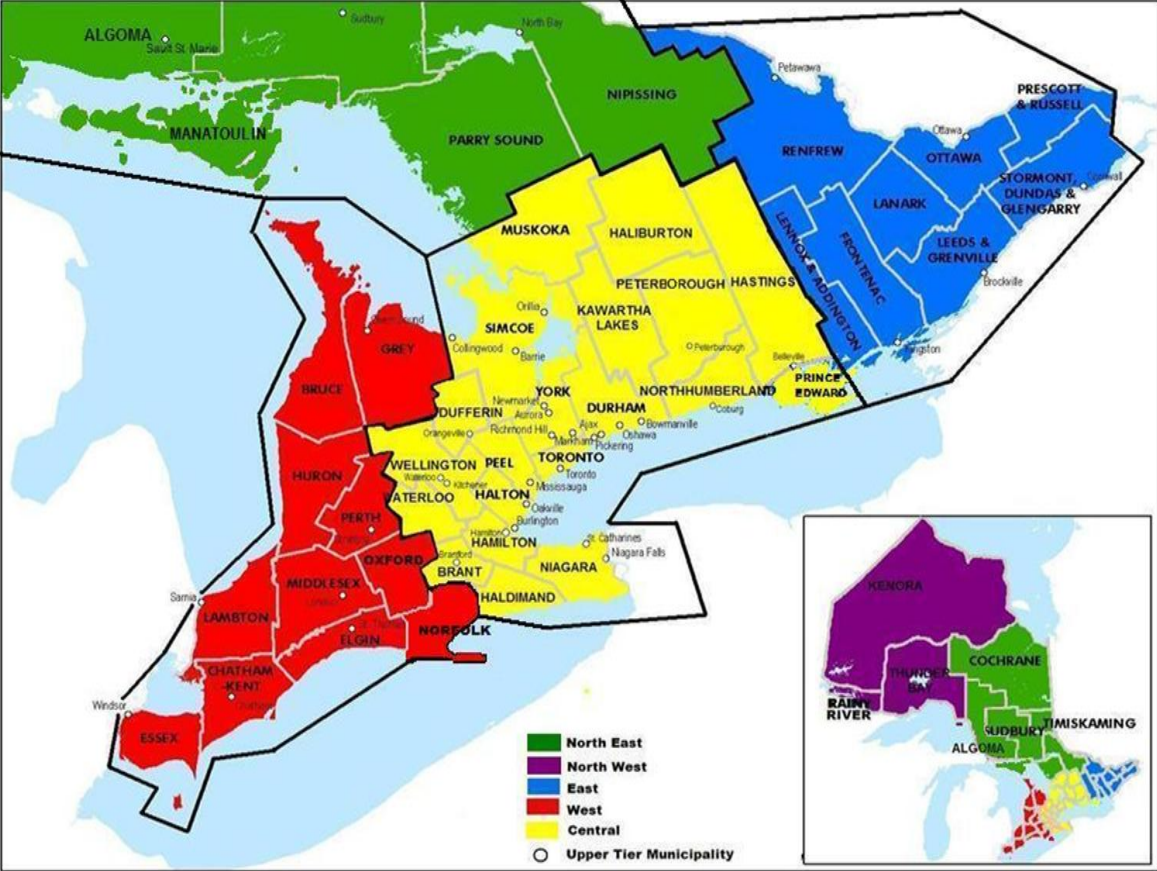 Sudbury
North Bay
ALGOMA
Sault St. Marie
Petawawa
NIPISSING
PRESCOTT
& RUSSELL
MANATOULIN
PARRY SOUND
Ottawa
RENFREW
OTTAWA
STORMONT,
DUNDAS &
GLENGARRY
Cornwall
LANARK
MUSKOKA
HALIBURTON
LENNOX & ADDINGTON
FRONTENAC
LEEDS &
GRENVILLE
Brockville
PETERBOROUGH
HASTINGS
Orillia
KAWARTHA
LAKES
SIMCOE
Owen Sound
GREY
Collingwood
Barrie
Peterborough
Belleville
Kingston
PRINCE
EDWARD
BRUCE
YORK
NORTHHUMBERLAND
Newmarket
Aurora
DURHAM
Coburg
DUFFERIN
Orangeville
Richmond Hill
Ajax
Bowmanville
Markham
Oshawa
Pickering
TORONTO
Toronto
HURON
WELLINGTON
PEEL
Waterloo
Kitchener
Mississauga
WATERLOO
HALTON
Oakville
PERTH
Burlington
Hamilton
HAMILTON
St. Catharines
Niagara Falls
OXFORD
Brantford
BRANT
NIAGARA
MIDDLESEX
HALDIMAND
Sarnia
LAMBTON
St. Thomas
ELGIN
NORFOLK
CHATHAM
-KENT
Windsor
ESSEX
North East
North West
East
West
Central
Upper Tier Municipality
KENORA
COCHRANE
THUNDER
BAY
RAINY
RIVER
SUDBURY
TIMISKAMING
ALGOMA